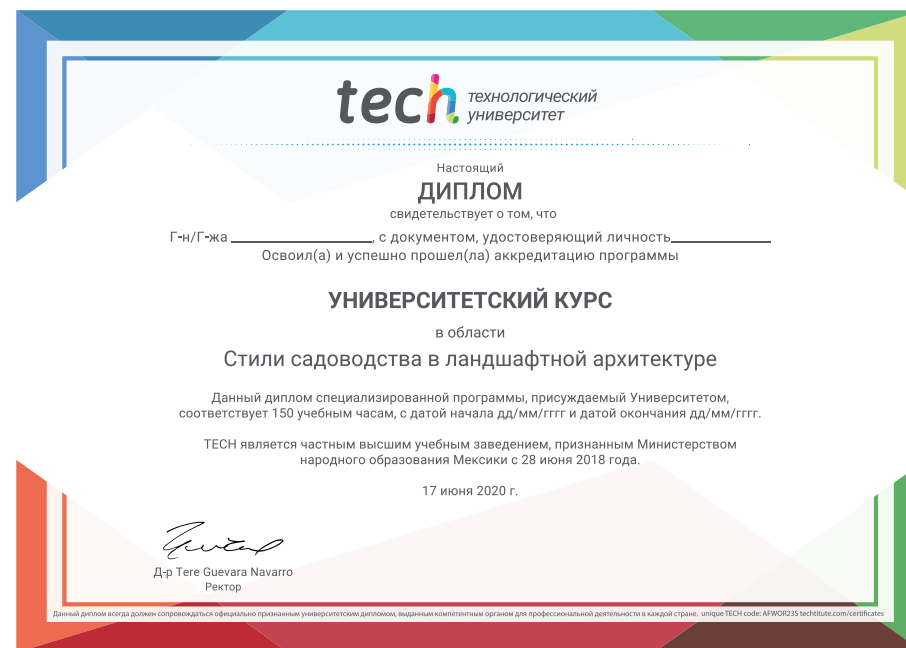 tech технологический
университет
Настоящий
ДИПЛОМ
свидетельствует о том, что
Г-н/Г-жа ____________________, с документом, удостоверяющий личность______________
Освоил(а) и успешно прошел(ла) аккредитацию программы
УНИВЕРСИТЕТСКИЙ КУРС
в области
Стили садоводства в ландшафтной архитектуре
Данный диплом специализированной программы, присуждаемый Университетом,
соответствует 150 учебным часам, с датой начала дд/мм/гггг и датой окончания дд/мм/гггг.
TECH является частным высшим учебным заведением, признанным Министерством
народного образования Мексики с 28 июня 2018 года.
17 июня 2020 г.
Д-р Tere Guevara Navarro
Ректор
Данный диплом всегда должен сопровождаться официально признанным университетским дипломом, выданным компетентным органом для профессиональной деятельности в каждой стране. unique TECH code: AFWOR23S techtitute.com/certificates